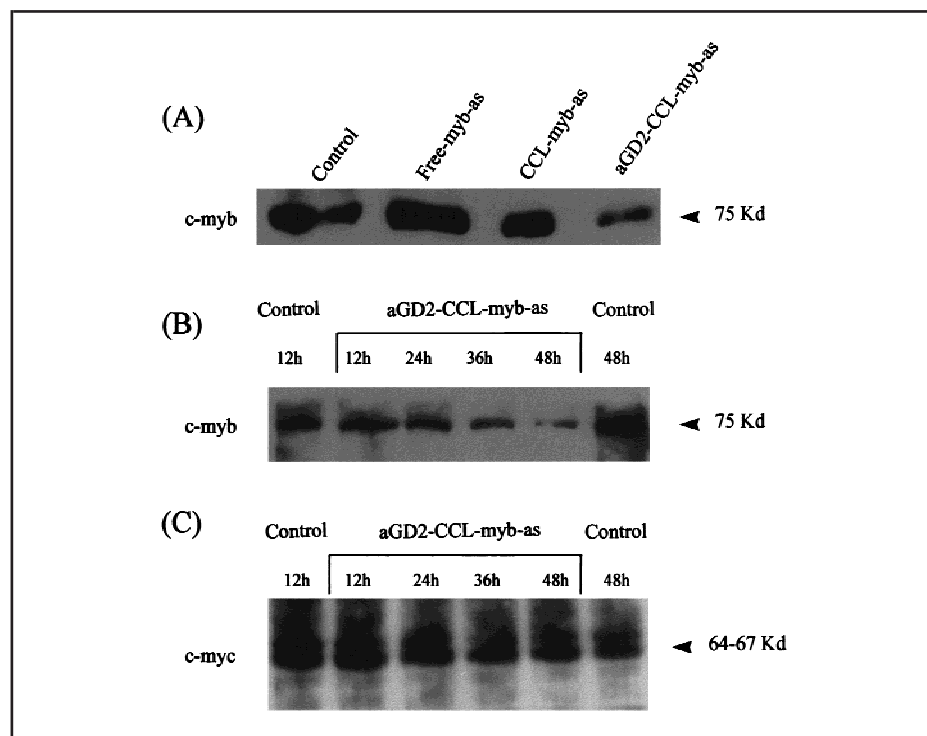 (A)
Control
Free-myb-as
CCL-myb-as
aGD2-CCL-myb-as
c-myb
75 Kd
(B)
Control
aGD2-CCL-myb-as
Control
12h
12h
24h
36h
48h
48h
c-myb
75 Kd
(C)
Control
aGD2-CCL-myb-as
Control
12h
12h
24h
36h
48h
48h
c-myc
64-67 Kd